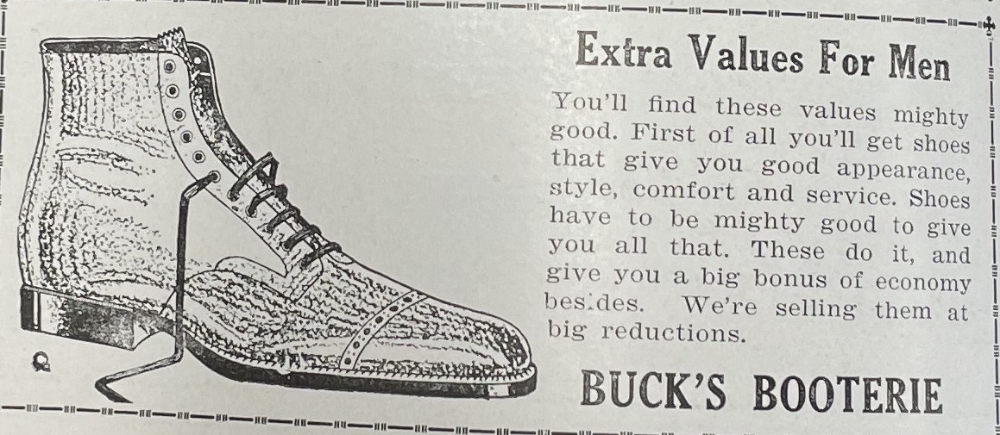 Extra Values For Men
You'll find these values mighty
good. First of all you'll get shoes
that give you good appearance,
style, comfort and service. Shoes
have to be mighty good to give
you all that. These do it, and
give you a big bonus of economy
besides. We're selling them at
big reductions.
BUCK'S BOOTERIE